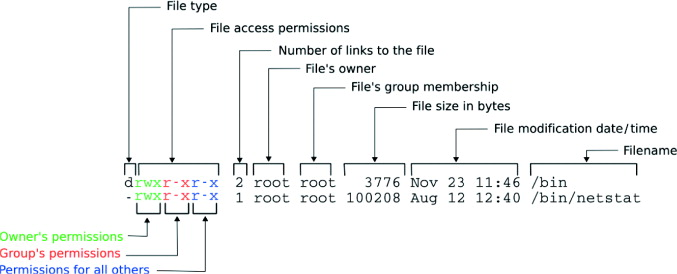 File type
File access permissions
Number of links to the file
File's owner
File's group membership
File size in bytes
File modification date/time
Filename
drwxr-xr-x 2 root root 3776 Nov 23 11:46 /bin
-rwxr-xr-x 1 root root 100208 Aug 12 12:40 /bin/netstat
Owner's permissions
Group's permissions
Permissions for all others